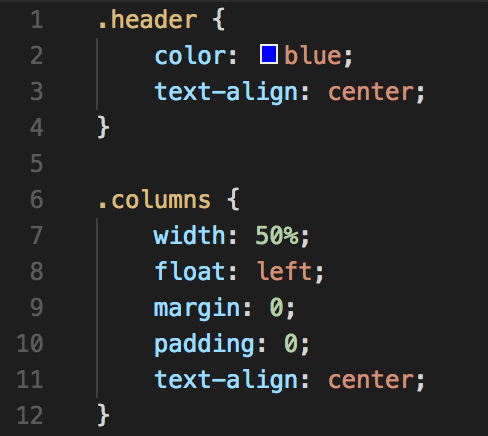 1 .header {
2 color: blue;
3 text-align: center;
4 }
5
6 .columns {
7 width: 50%;
8 float: left;
9 margin: 0;
10 padding: 0;
11 text-align: center;
12 }